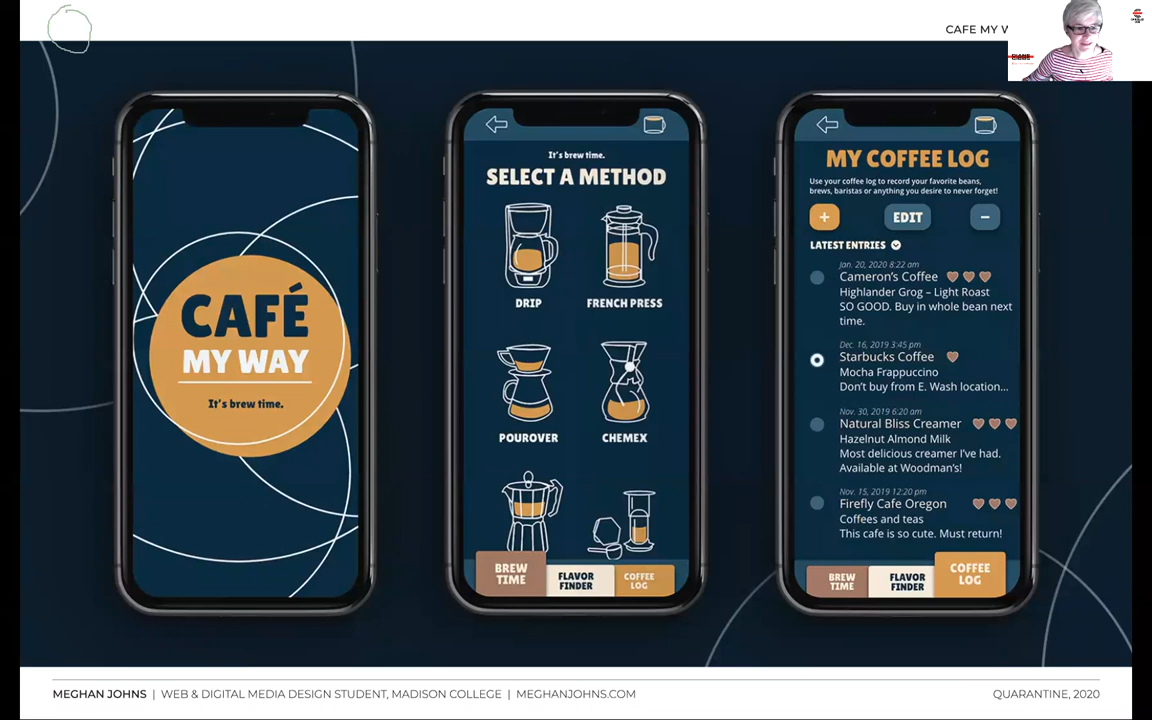 CAFE MY W
CAFÉ
MY WAY
It's brew time.
It's brew time.
SELECT A METHOD
DRIP
FRENCH PRESS
POUROVER
CHEMEX
BREW
TIME
FLAVOR
FINDER
COFFEE
LOG
MY COFFEE LOG
Use your coffee log to record your favorite beans,
brews, baristas or anything you desire to never forget!
+
EDIT
−
LATEST ENTRIES
Jan. 20, 2020 8:22 am
Cameron's Coffee
Highlander Grog – Light Roast
SO GOOD. Buy in whole bean next
time.
Dec. 16, 2019 3:45 pm
Starbucks Coffee
Mocha Frappuccino
Don't buy from E. Wash location...
Nov. 30, 2019 6:20 am
Natural Bliss Creamer
Hazelnut Almond Milk
Most delicious creamer I've had.
Available at Woodman's!
Nov. 15, 2019 12:20 pm
Firefly Cafe Oregon
Coffees and teas
This cafe is so cute. Must return!
BREW
TIME
FLAVOR
FINDER
COFFEE
LOG
MEGHAN JOHNS | WEB & DIGITAL MEDIA DESIGN STUDENT, MADISON COLLEGE | MEGHANJOHNS.COM
QUARANTINE, 2020